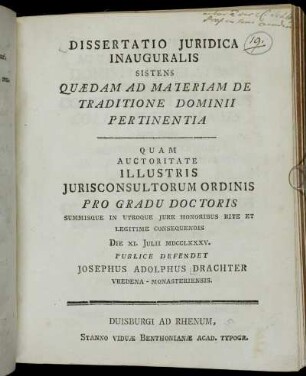 19.
DISSERTATIO JURIDICA
INAUGURALIS
SISTENS
QUÆDAM AD MATERIAM DE
TRADITIONE DOMINII
PERTINENTIA
QUAM
AUCTORITATE
ILLUSTRIS
JURISCONSULTORUM ORDINIS
PRO GRADU DOCTORIS
SUMMISQUE IN UTROQUE JURE HONORIBUS RITE ET
LEGITIME CONSEQUENDIS
DIE XI. JULII MDCCLXXXV.
PUBLICE DEFENDET
JOSEPHUS ADOLPHUS DRACHTER
VREDENA-MONASTERIENSIS.
DUISBURGI AD RHENUM,
STANNO VIDUÆ BENTHONIANÆ ACAD. TYPOGR.